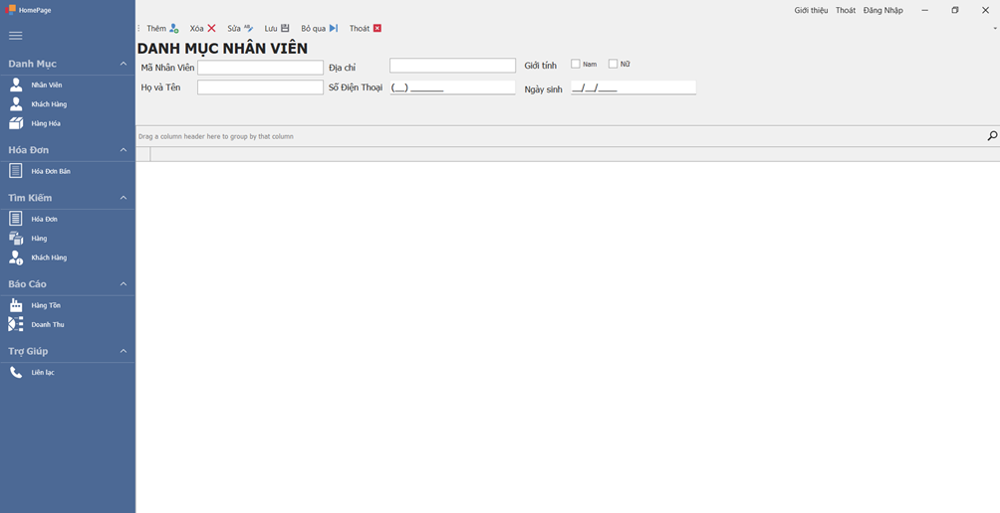 HomePage
Giới thiệu Thoát Đăng Nhập
Thêm Xóa Sửa Lưu Bỏ qua Thoát
DANH MỤC NHÂN VIÊN
Mã Nhân Viên Địa chỉ Giới tính Nam Nữ
Họ và Tên Số Điện Thoại (__) ______ Ngày sinh __/__/____
Drag a column header here to group by that column
Danh Mục
Nhân Viên
Khách Hàng
Hàng Hóa
Hóa Đơn
Hóa Đơn Bán
Tìm Kiếm
Hóa Đơn
Hàng
Khách Hàng
Báo Cáo
Hàng Tồn
Doanh Thu
Trợ Giúp
Liên lạc